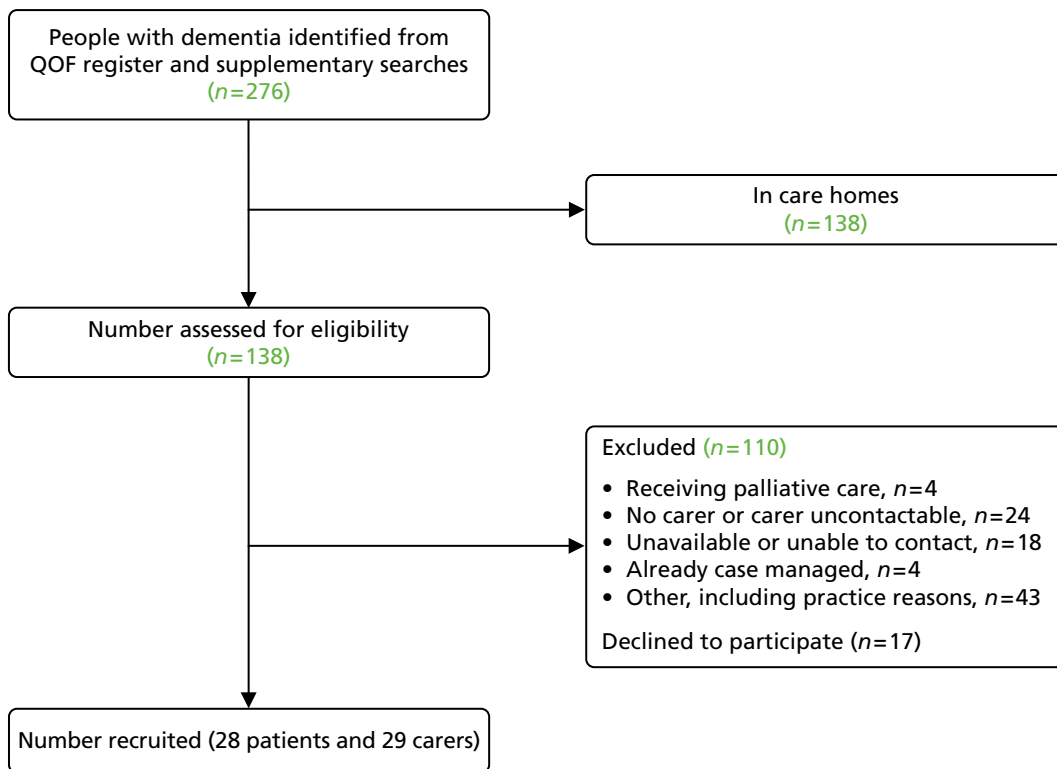 People with dementia identified from
QOF register and supplementary searches
(n=276)
In care homes
(n=138)
Number assessed for eligibility
(n=138)
Excluded (n=110)
• Receiving palliative care, n=4
• No carer or carer uncontactable, n=24
• Unavailable or unable to contact, n=18
• Already case managed, n=4
• Other, including practice reasons, n=43
Declined to participate (n=17)
Number recruited (28 patients and 29 carers)